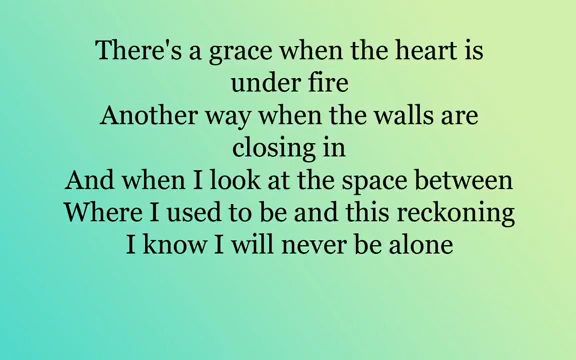 There's a grace when the heart is
under fire
Another way when the walls are
closing in
And when I look at the space between
Where I used to be and this reckoning
I know I will never be alone